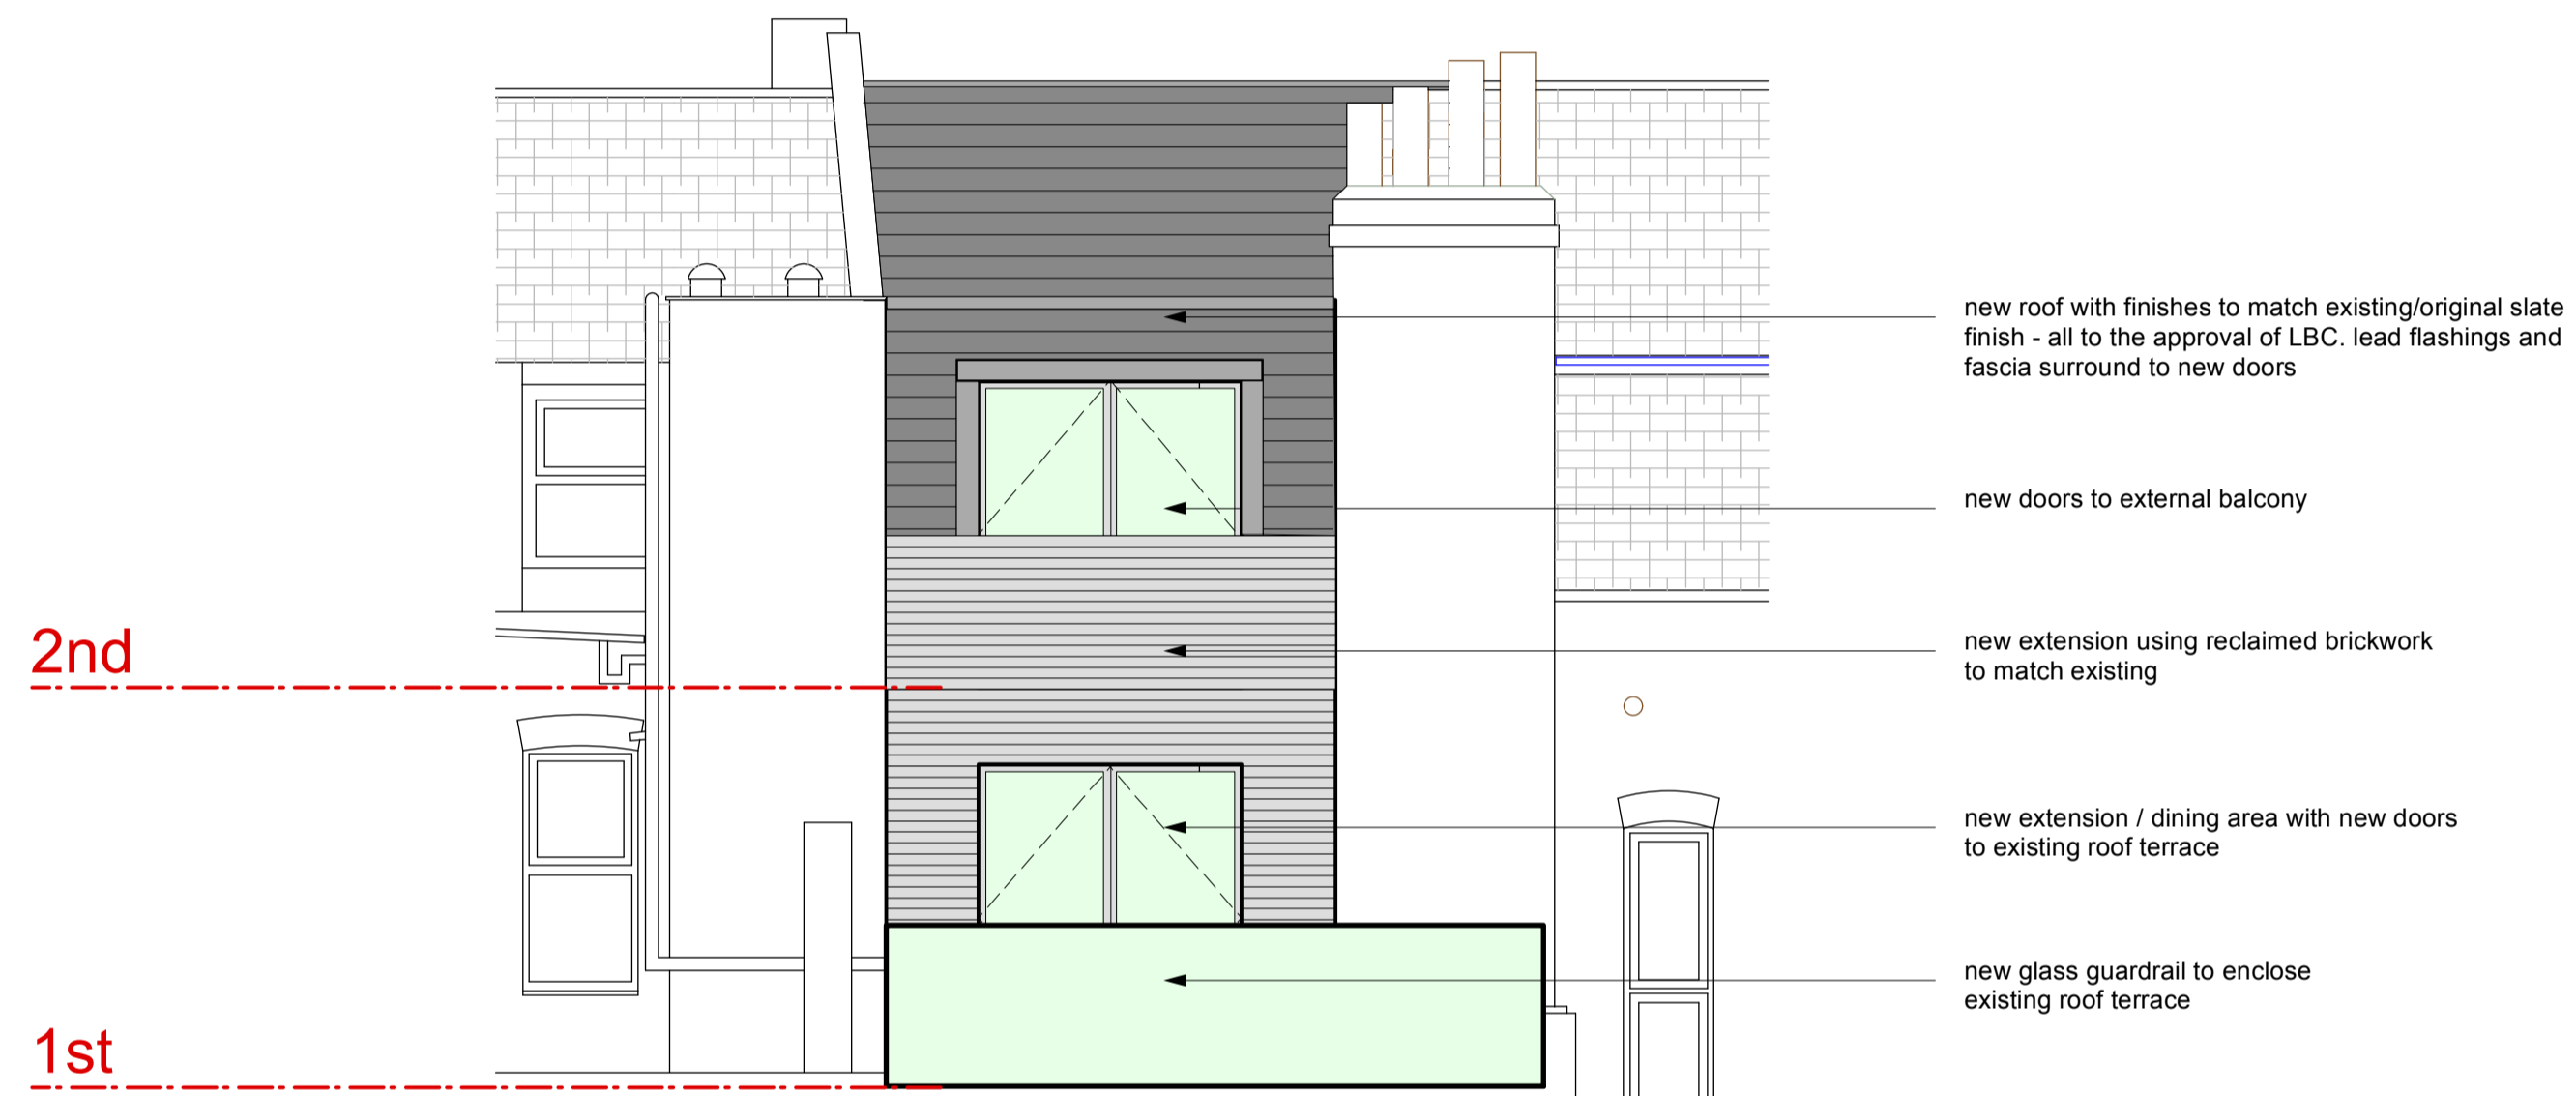 new roof with finishes to match existing/original slate
finish - all to the approval of LBC. lead flashings and
fascia surround to new doors
new doors to external balcony
2nd
new extension using reclaimed brickwork
to match existing
new extension / dining area with new doors
to existing roof terrace
new glass guardrail to enclose
existing roof terrace
1st